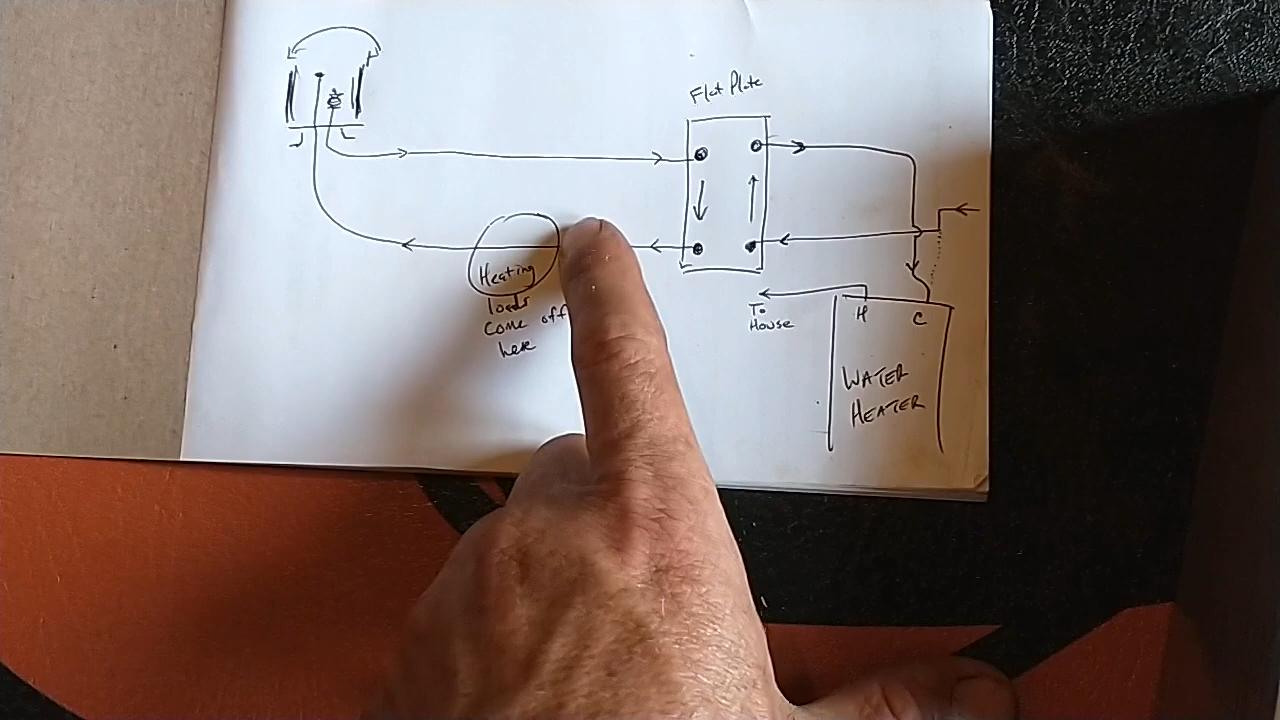 Flat Plate
Heating
loads
come off
here
To
House
H
C
WATER
HEATER